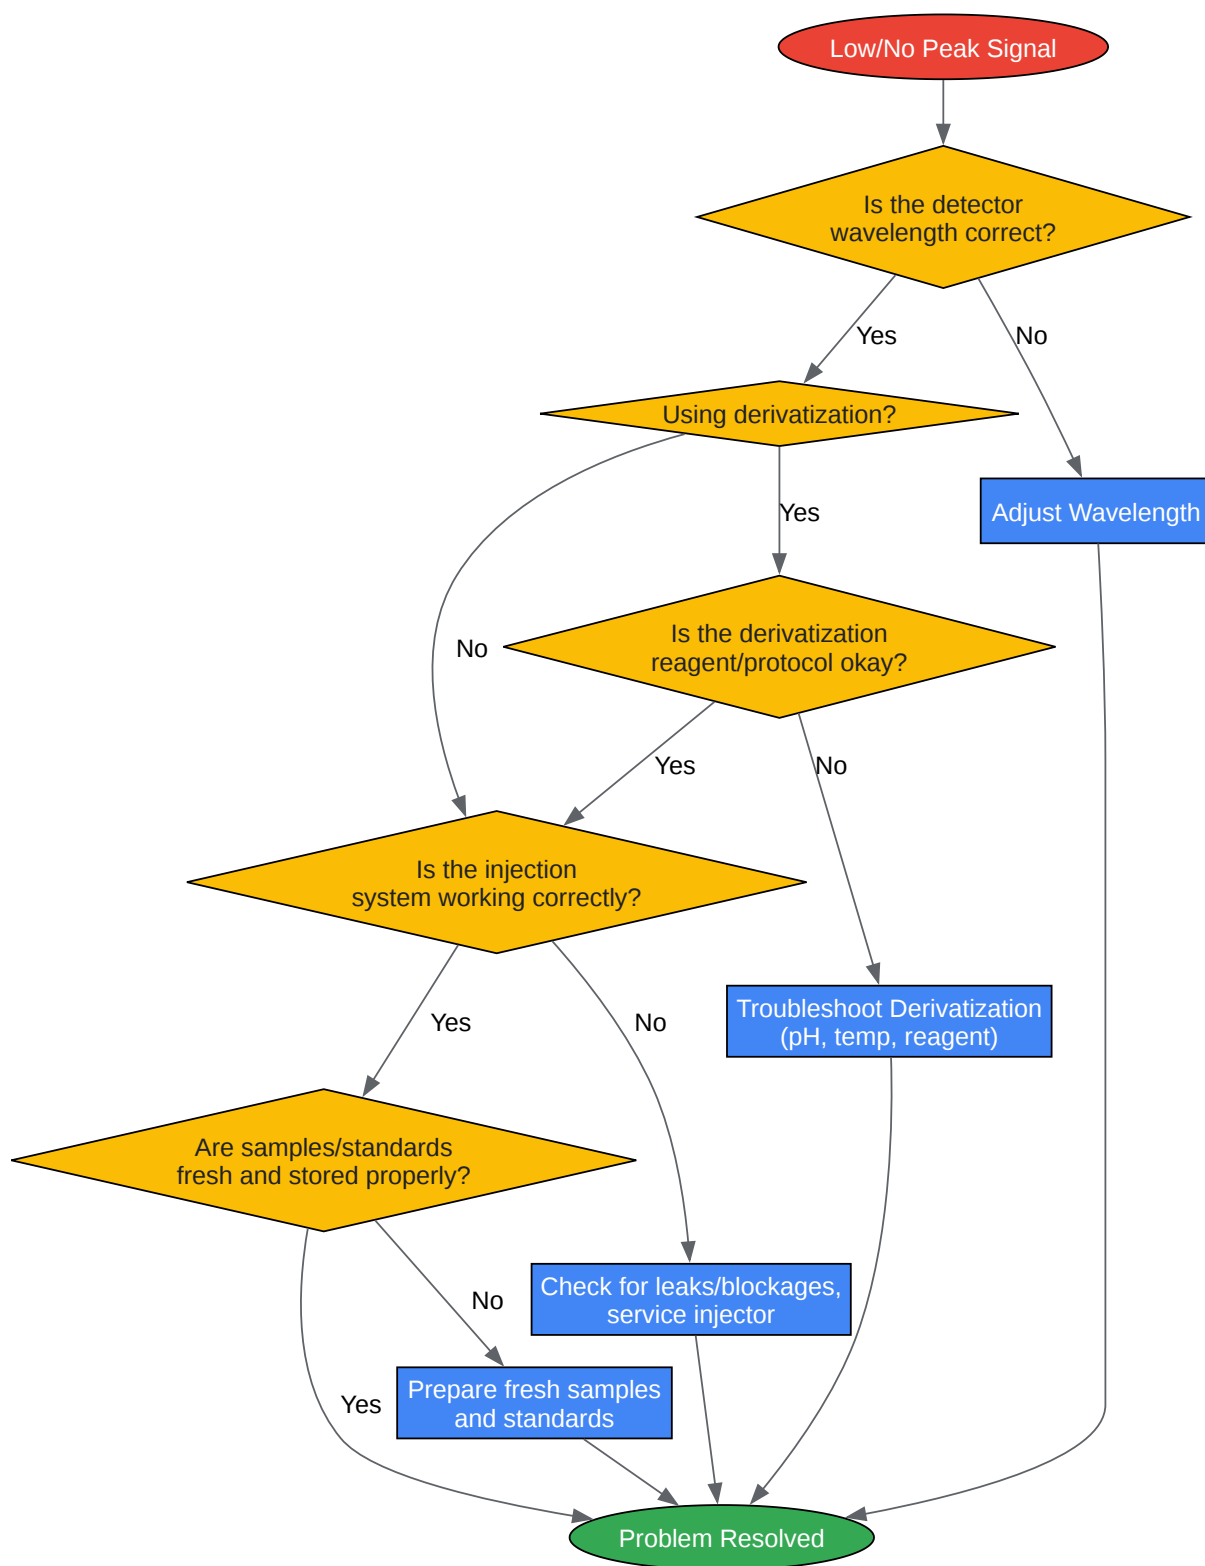 Low/No Peak Signal
Is the detector
wavelength correct?
Yes
No
Using derivatization?
Yes
Adjust Wavelength
No
Is the derivatization
reagent/protocol okay?
Yes
No
Is the injection
system working correctly?
Yes
No
Troubleshoot Derivatization
(pH, temp, reagent)
Are samples/standards
fresh and stored properly?
No
Check for leaks/blockages,
service injector
Yes
Prepare fresh samples
and standards
Problem Resolved